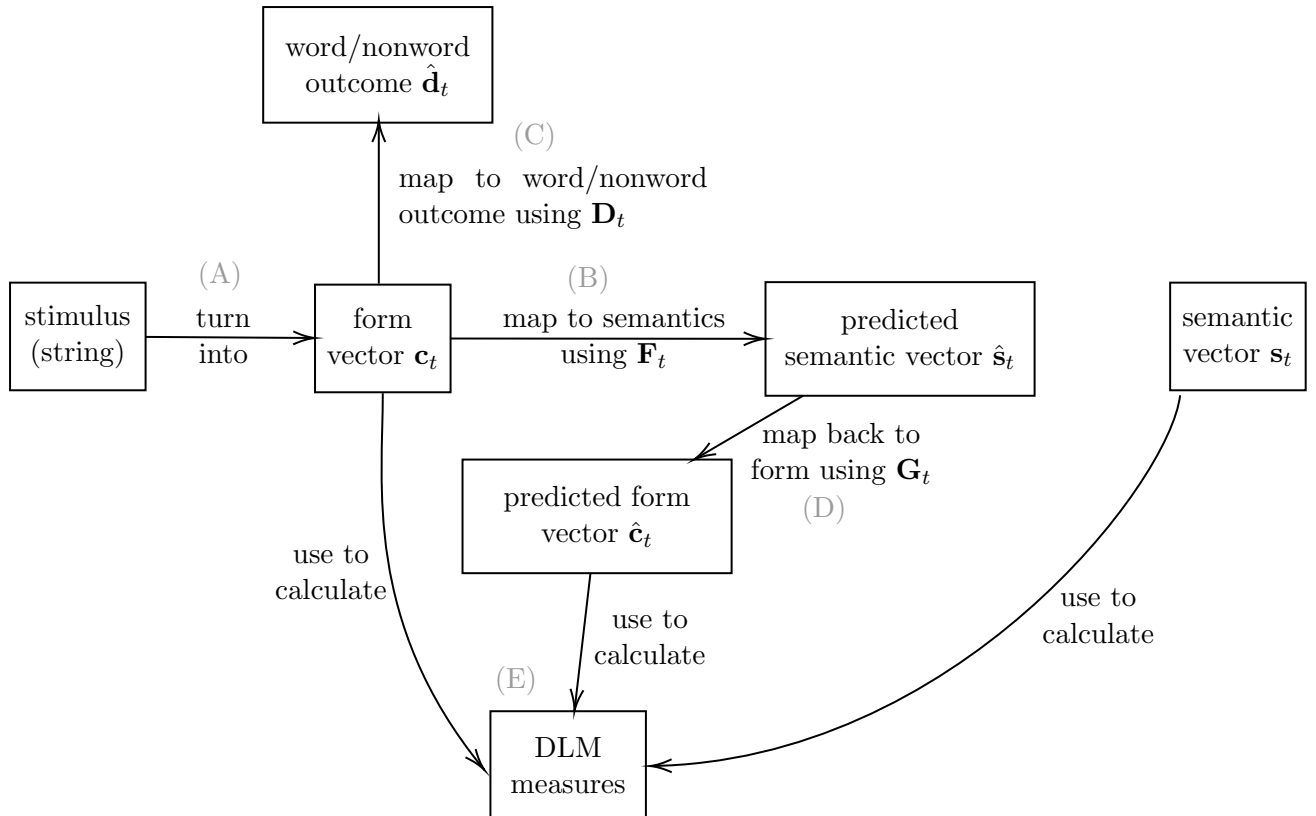 word/nonword
outcome d̂ₜ
(C)
map to word/nonword
outcome using Dₜ
(A)
(B)
stimulus
(string)
turn
into
form
vector cₜ
map to semantics
using Fₜ
predicted
semantic vector ŝₜ
semantic
vector sₜ
map back to
form using Gₜ
(D)
predicted form
vector ĉₜ
use to
calculate
use to
calculate
use to
calculate
(E)
DLM
measures